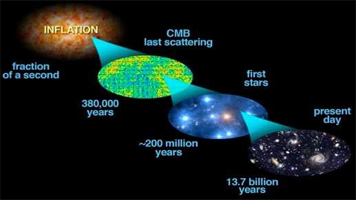 INFLATION
fraction
of a second
CMB
last scattering
380,000
years
first
stars
~200 million
years
present
day
13.7 billion
years